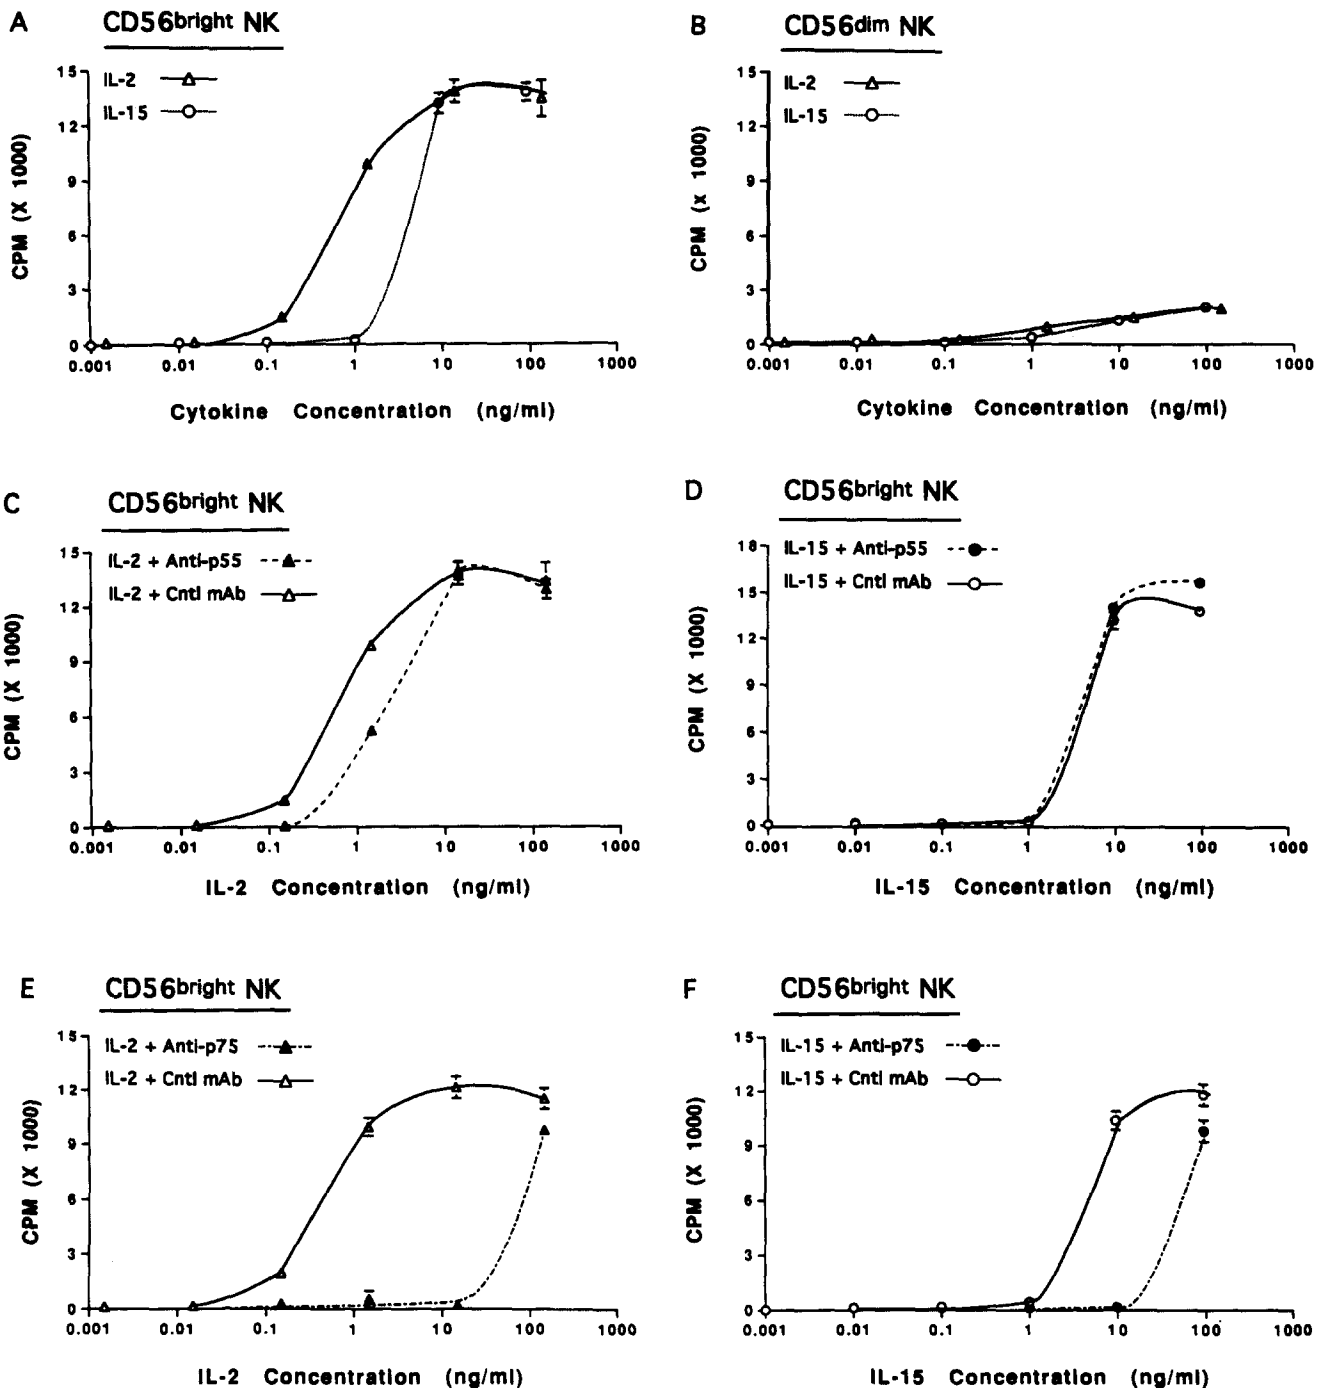 A
CD56bright NK
IL-2
IL-15
15
12
9
6
3
0
CPM (X 1000)
0.001 0.01 0.1 1 10 100 1000
Cytokine Concentration (ng/ml)
B
CD56dim NK
IL-2
IL-15
15
12
9
6
3
0
CPM (x 1000)
0.001 0.01 0.1 1 10 100 1000
Cytokine Concentration (ng/ml)
C
CD56bright NK
IL-2 + Anti-p55
IL-2 + Cntl mAb
15
12
9
6
3
0
CPM (X 1000)
0.001 0.01 0.1 1 10 100 1000
IL-2 Concentration (ng/ml)
D
CD56bright NK
IL-15 + Anti-p55
IL-15 + Cntl mAb
18
15
12
9
6
3
0
CPM (X 1000)
0.001 0.01 0.1 1 10 100 1000
IL-15 Concentration (ng/ml)
E
CD56bright NK
IL-2 + Anti-p75
IL-2 + Cntl mAb
15
12
9
6
3
0
CPM (X 1000)
0.001 0.01 0.1 1 10 100 1000
IL-2 Concentration (ng/ml)
F
CD56bright NK
IL-15 + Anti-p75
IL-15 + Cntl mAb
15
12
9
6
3
0
CPM (X 1000)
0.001 0.01 0.1 1 10 100 1000
IL-15 Concentration (ng/ml)